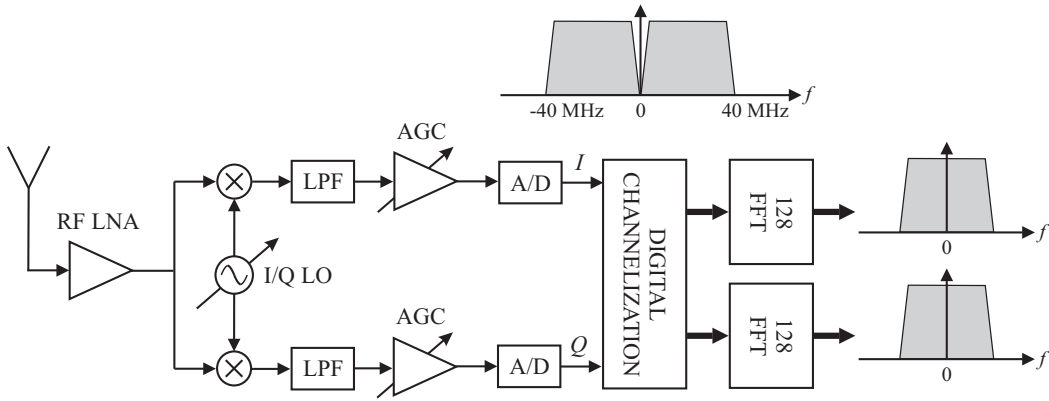 f
-40 MHz
0
40 MHz
AGC
I
LPF
A/D
RF LNA
I/Q LO
DIGITAL
CHANNELIZATION
128
FFT
f
0
AGC
Q
LPF
A/D
128
FFT
f
0